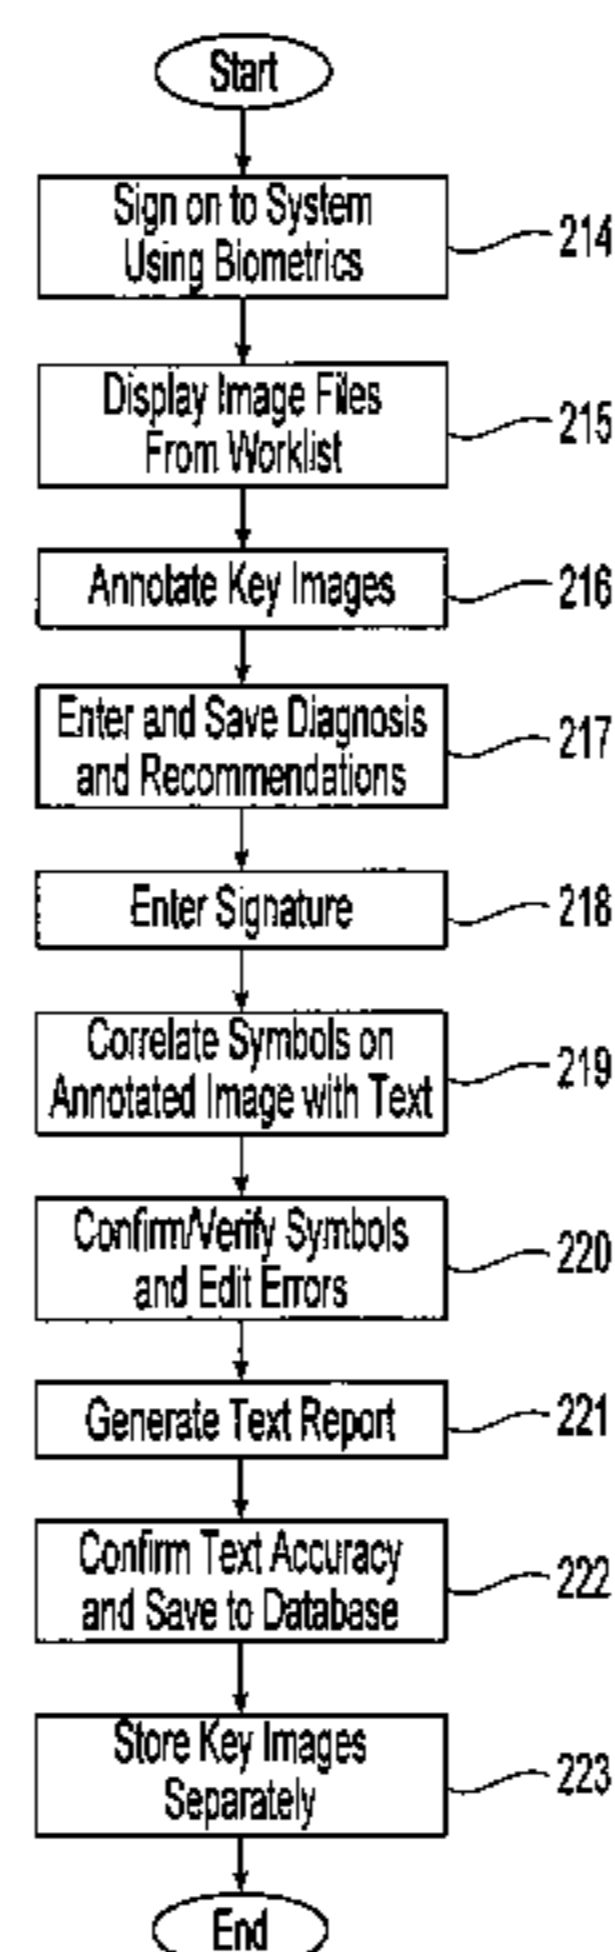 Start
Sign on to System
Using Biometrics
214
Display Image Files
From Worklist
215
Annotate Key Images
216
Enter and Save Diagnosis
and Recommendations
217
Enter Signature
218
Correlate Symbols on
Annotated Image with Text
219
Confirm/Verify Symbols
and Edit Errors
220
Generate Text Report
221
Confirm Text Accuracy
and Save to Database
222
Store Key Images
Separately
223
End